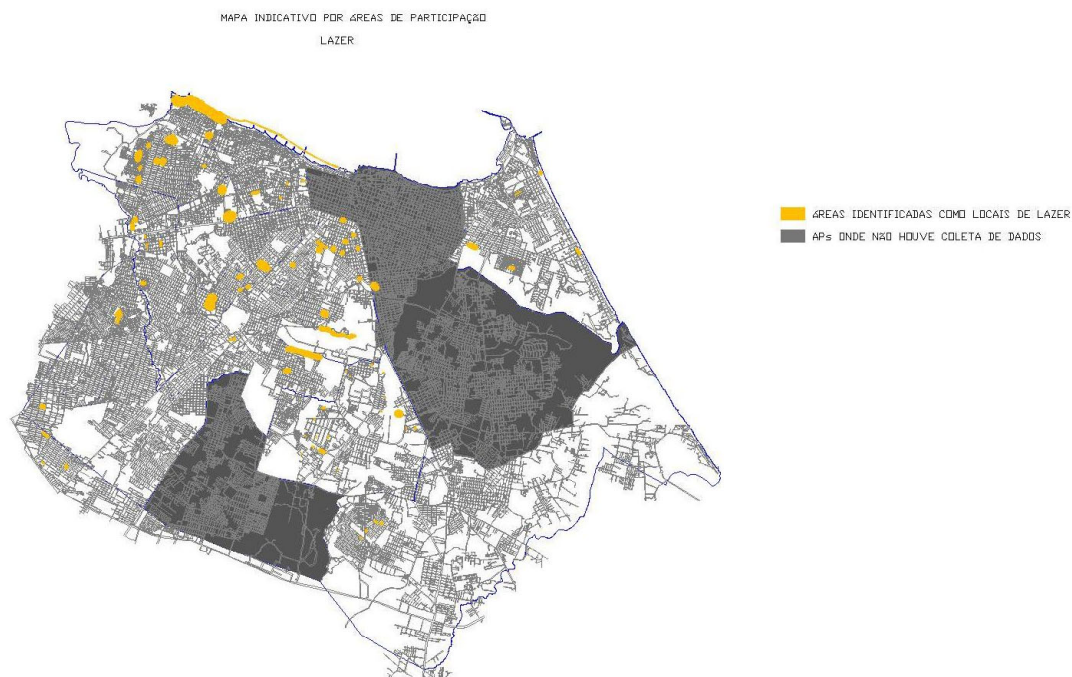 MAPA INDICATIVO POR ÁREAS DE PARTICIPAÇÃO
LAZER
ÁREAS IDENTIFICADAS COMO LOCAIS DE LAZER
APs ONDE NÃO HOUVE COLETA DE DADOS